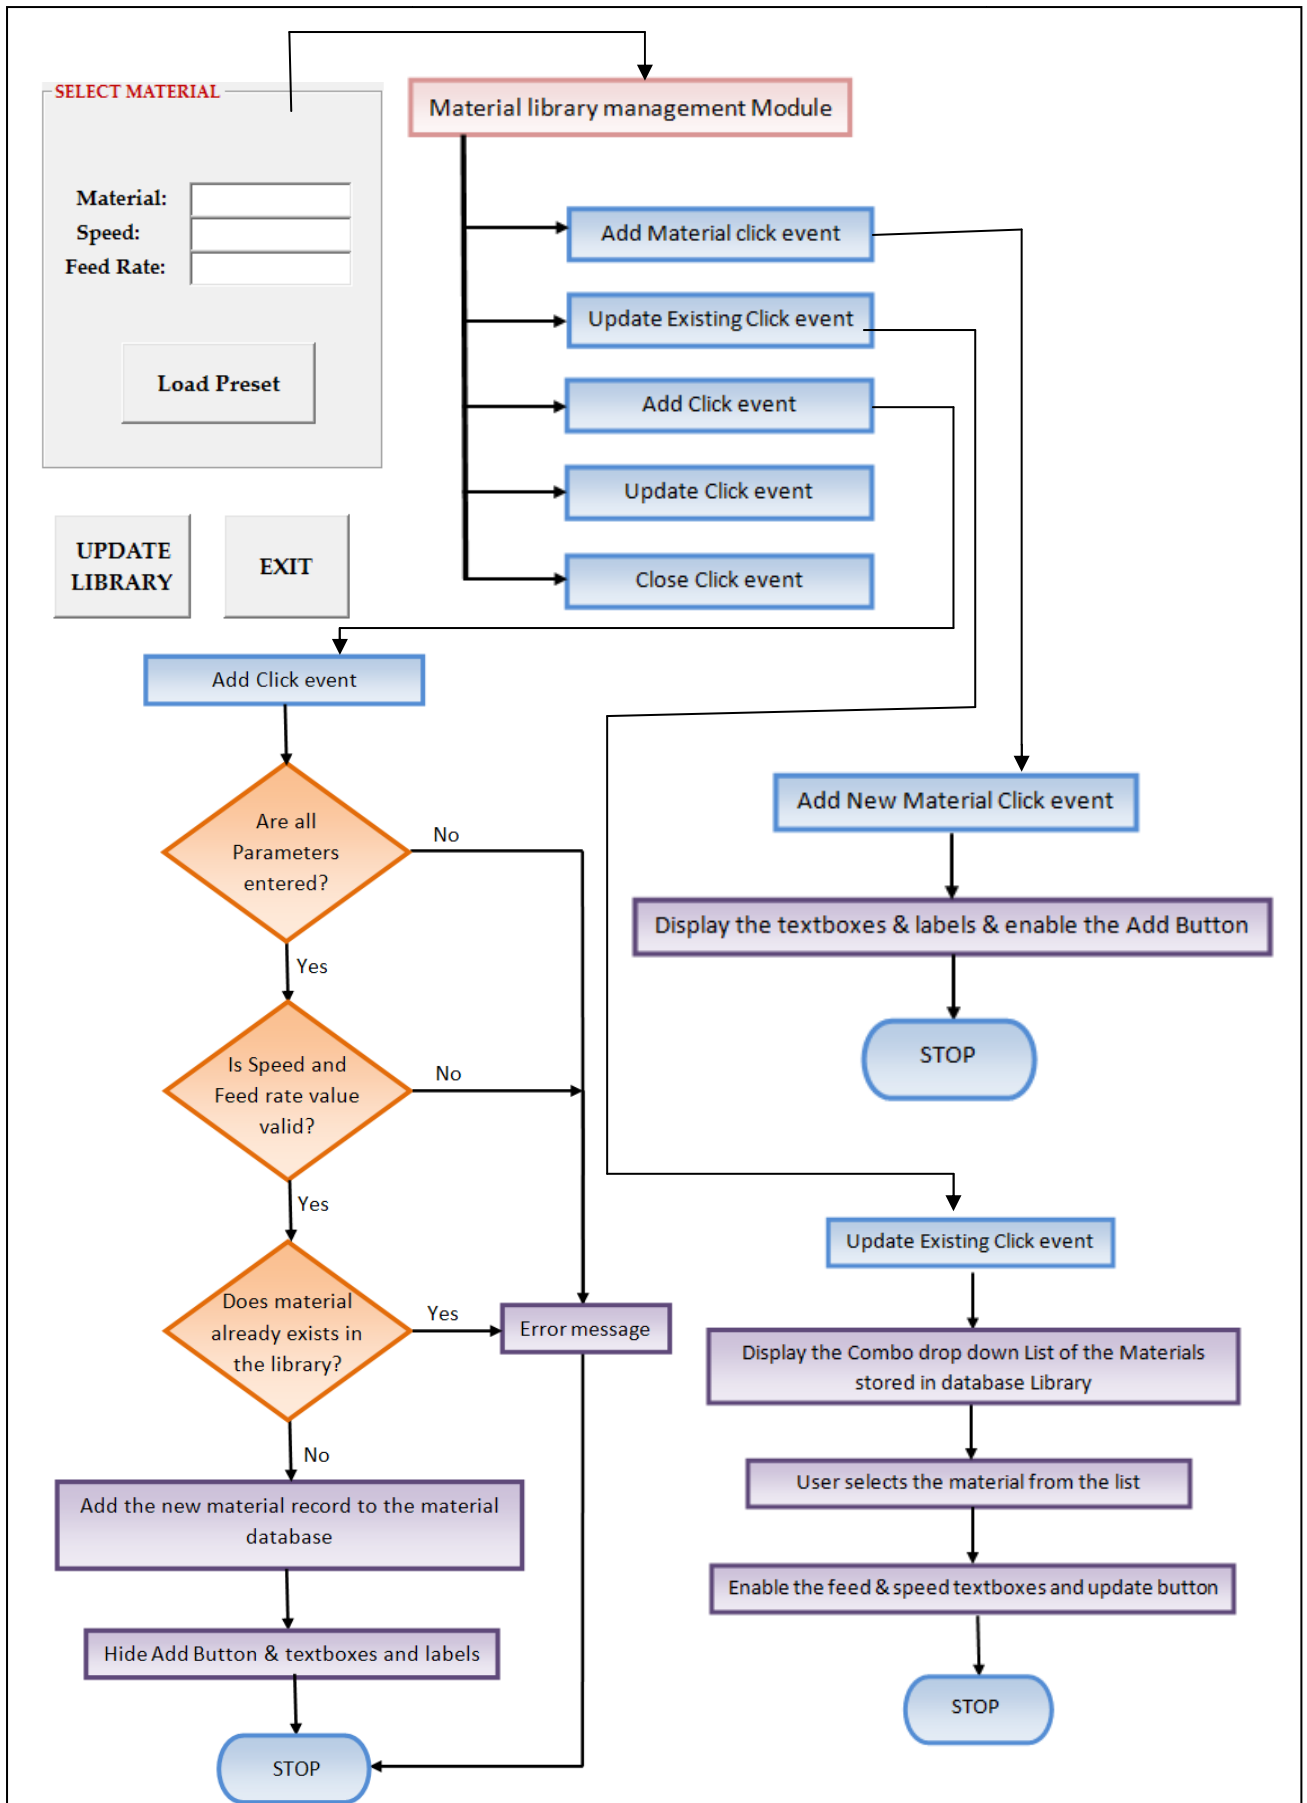 SELECT MATERIAL
Material:
Speed:
Feed Rate:
Load Preset
UPDATE
LIBRARY
EXIT
Material library management Module
Add Material click event
Update Existing Click event
Add Click event
Update Click event
Close Click event
Add Click event
Are all
Parameters
entered?
No
Yes
Is Speed and
Feed rate value
valid?
No
Yes
Does material
already exists in
the library?
Yes
Error message
No
Add the new material record to the material
database
Hide Add Button & textboxes and labels
STOP
Add New Material Click event
Display the textboxes & labels & enable the Add Button
STOP
Update Existing Click event
Display the Combo drop down List of the Materials
stored in database Library
User selects the material from the list
Enable the feed & speed textboxes and update button
STOP